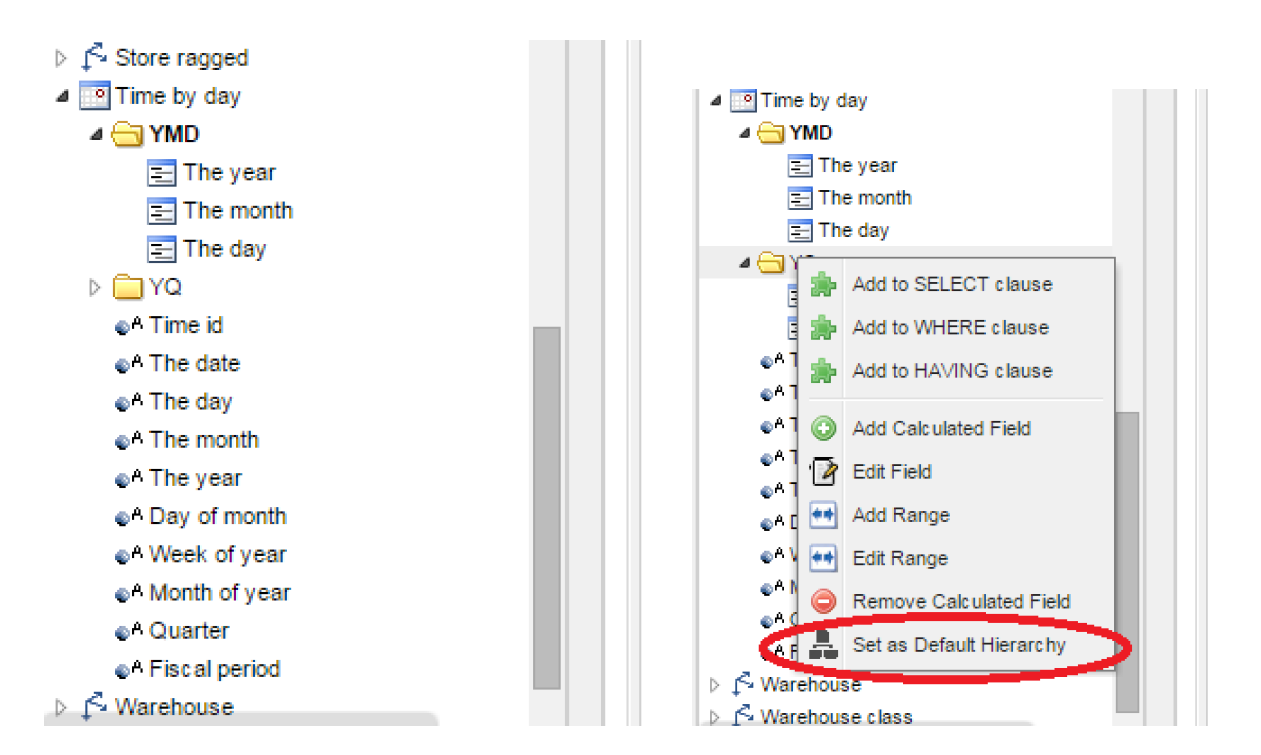 Store ragged
Time by day
YMD
The year
The month
The day
YQ
A Time id
A The date
A The day
A The month
A The year
A Day of month
A Week of year
A Month of year
A Quarter
A Fiscal period
Warehouse
Time by day
YMD
The year
The month
The day
Add to SELECT clause
Add to WHERE clause
Add to HAVING clause
Add Calculated Field
Edit Field
Add Range
Edit Range
Remove Calculated Field
Set as Default Hierarchy
Warehouse
Warehouse class